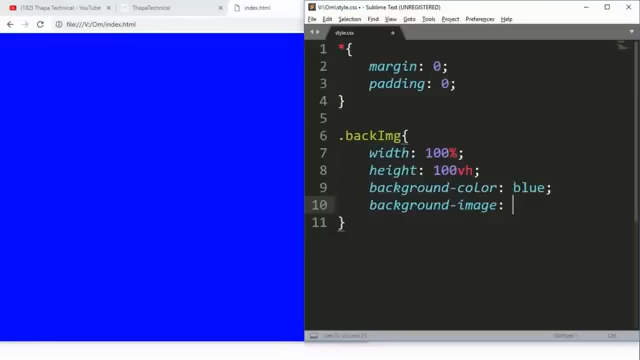 (182) Thapa Technical - YouTube
ThapaTechnical
index.html
file:///V:/Om/index.html
V:\Om\style.css • - Sublime Text (UNREGISTERED)
File Edit Selection Find View Goto Tools Project Preferences Help
style.css
1 *{
2 margin: 0;
3 padding: 0;
4 }
5
6 .backImg{
7 width: 100%;
8 height: 100vh;
9 background-color: blue;
10 background-image:
11 }